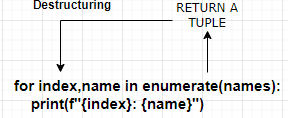 Destructuring
RETURN A
TUPLE
for index,name in enumerate(names):
print(f"{index}: {name}")